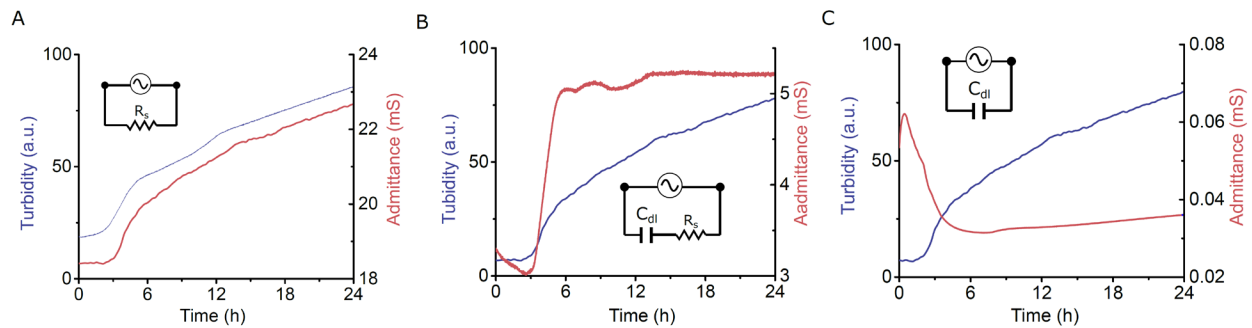 A
100
50
0
Turbidity (a.u.)
R_s
24
22
20
18
Admittance (mS)
0 6 12 18 24
Time (h)
B
100
50
0
Tubidity (a.u.)
C_dl R_s
5
4
3
Aadmittance (mS)
0 6 12 18 24
Time (h)
C
100
50
0
Turbidity (a.u.)
C_dl
0.08
0.06
0.04
0.02
Admittance (mS)
0 6 12 18 24
Time (h)